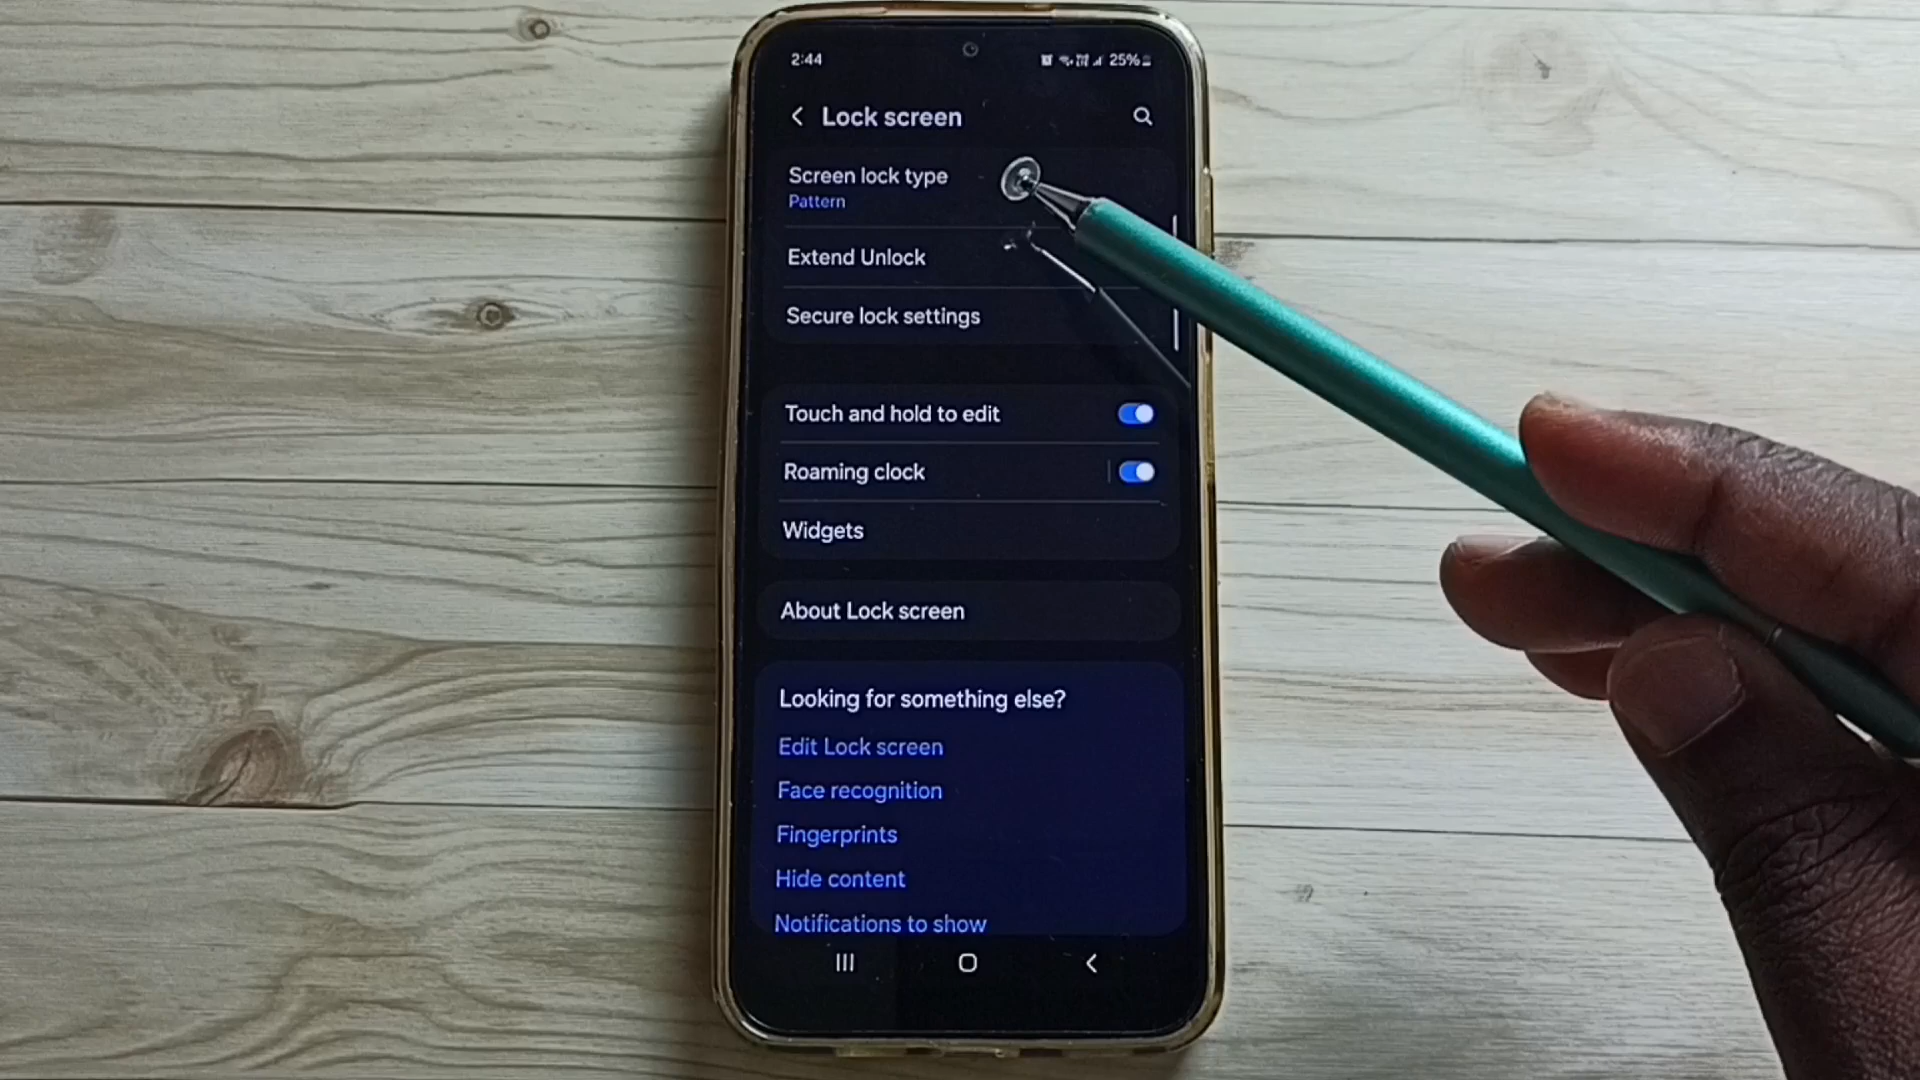 2:44
25%
Lock screen
Screen lock type
Pattern
Extend Unlock
Secure lock settings
Touch and hold to edit
Roaming clock
Widgets
About Lock screen
Looking for something else?
Edit Lock screen
Face recognition
Fingerprints
Hide content
Notifications to show